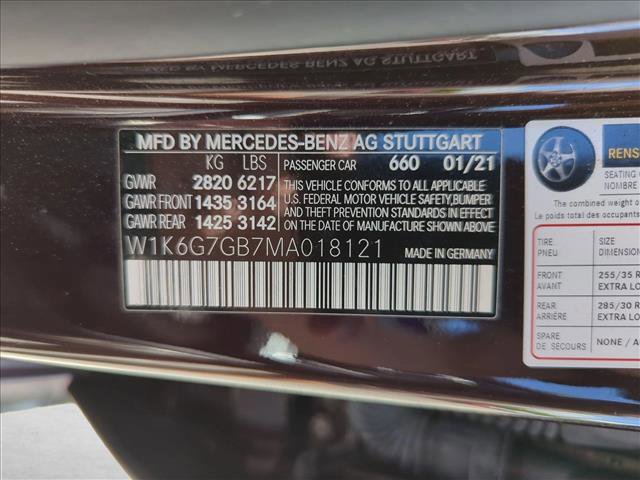 MFD BY MERCEDES-BENZ AG STUTTGART
KG LBS
GVWR 2820 6217
GAWR FRONT 1435 3164
GAWR REAR 1425 3142
PASSENGER CAR 660 01/21
THIS VEHICLE CONFORMS TO ALL APPLICABLE
U.S. FEDERAL MOTOR VEHICLE SAFETY,BUMPER
AND THEFT PREVENTION STANDARDS IN EFFECT
ON THE DATE OF MANUFACTURE SHOWN ABOVE
W1K6G7GB7MA018121
RENS
SEATING
NOMBRE
The combined weight o
Le poids total des occupant
TIRE SIZE
PNEU DIMENSION
FRONT 255/35 R
AVANT EXTRA LO
REAR 285/30 R
ARRIÈRE EXTRA LO
SPARE NONE / A
DE SECOURS